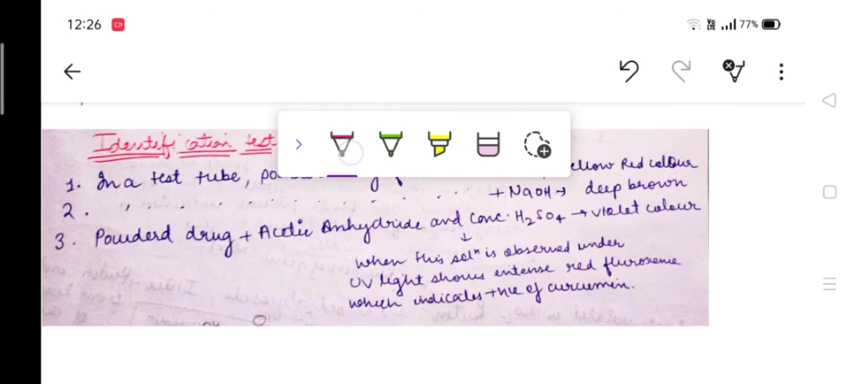 12:26
77%
Identification test
1. In a test tube, po
ellow Red colour
2. " + NaOH → deep brown
3. Powderd drug + Acetic Anhydride and conc. H2SO4 → violet colour
↓
when this solⁿ is observed under
UV light shows entense red fluroscence
which indicates +nce of curcumin.